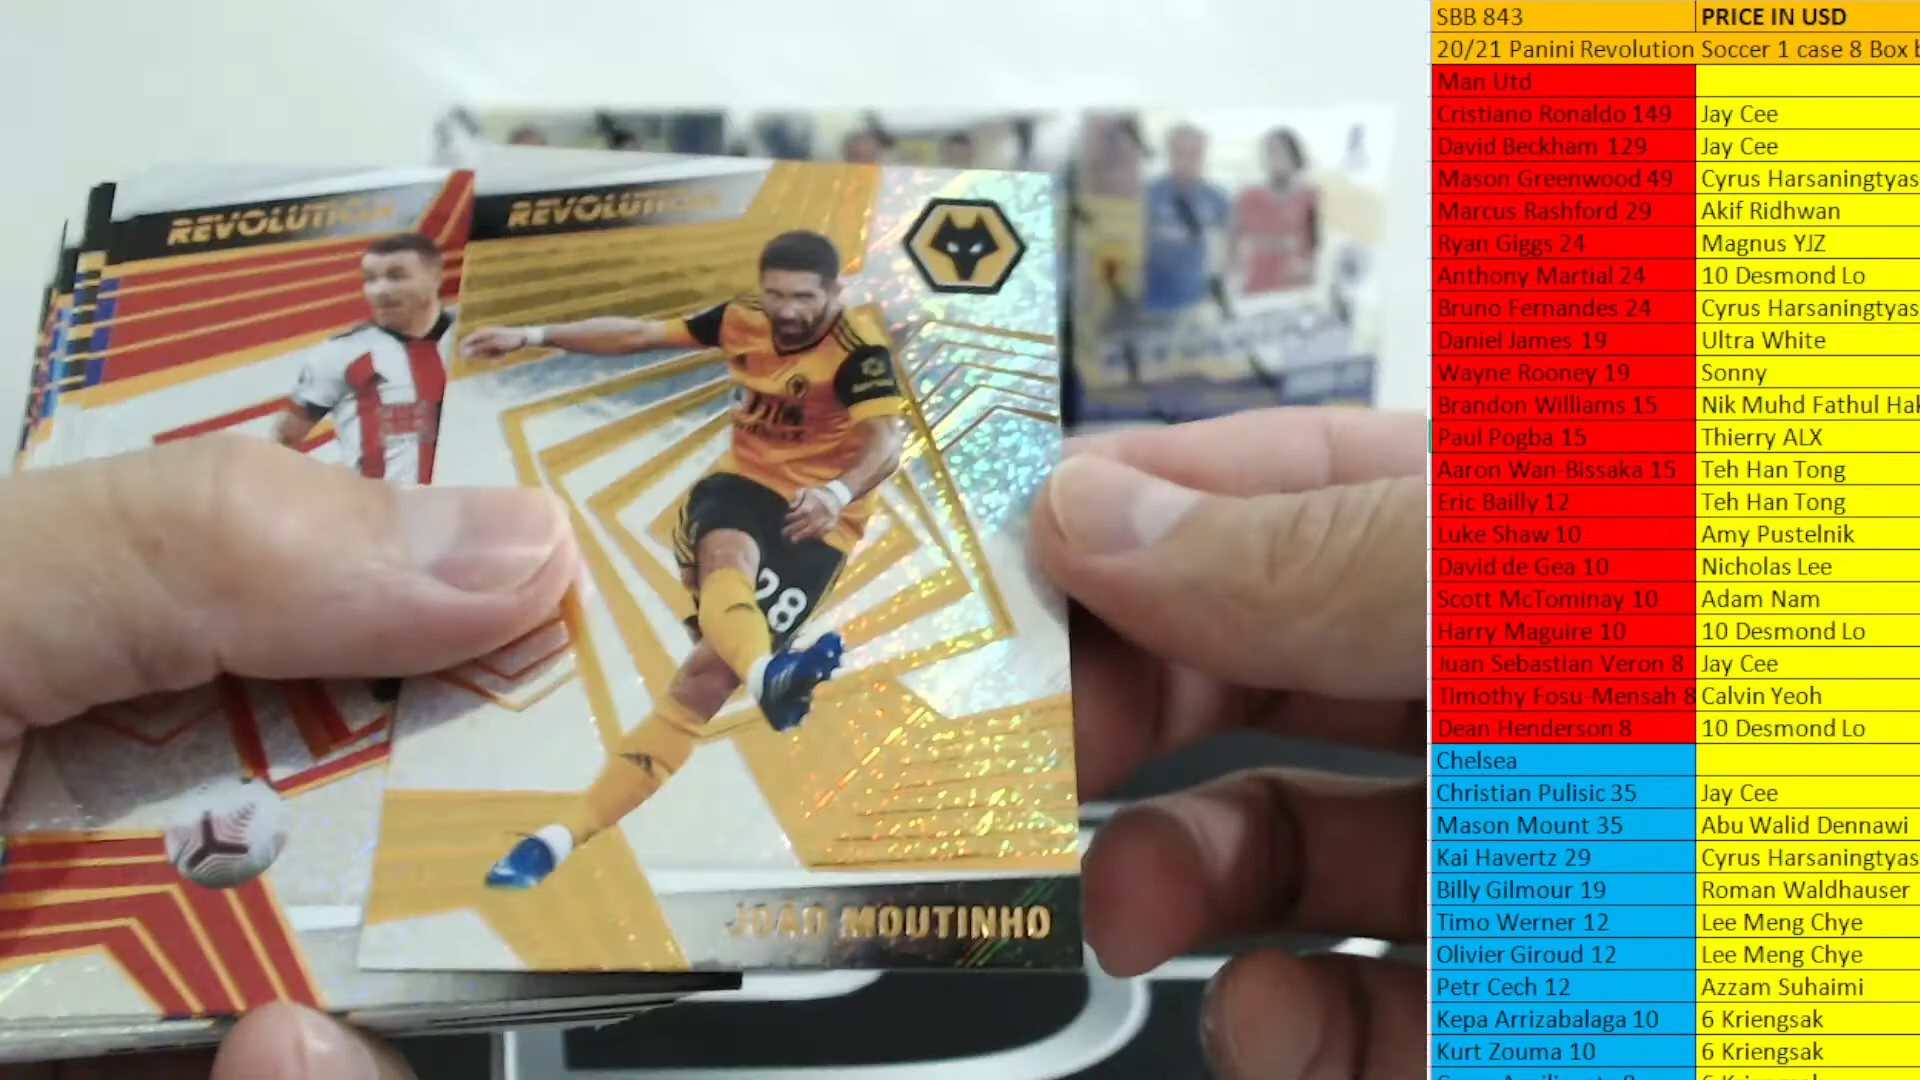 REVOLUTION
REVOLUTION
28
JOÃO MOUTINHO
SBB 843 PRICE IN USD
20/21 Panini Revolution Soccer 1 case 8 Box b
Man Utd
Cristiano Ronaldo 149 Jay Cee
David Beckham 129 Jay Cee
Mason Greenwood 49 Cyrus Harsaningtyas
Marcus Rashford 29 Akif Ridhwan
Ryan Giggs 24 Magnus YJZ
Anthony Martial 24 10 Desmond Lo
Bruno Fernandes 24 Cyrus Harsaningtyas
Daniel James 19 Ultra White
Wayne Rooney 19 Sonny
Brandon Williams 15 Nik Muhd Fathul Hak
Paul Pogba 15 Thierry ALX
Aaron Wan-Bissaka 15 Teh Han Tong
Eric Bailly 12 Teh Han Tong
Luke Shaw 10 Amy Pustelnik
David de Gea 10 Nicholas Lee
Scott McTominay 10 Adam Nam
Harry Maguire 10 10 Desmond Lo
Juan Sebastian Veron 8 Jay Cee
Timothy Fosu-Mensah 8 Calvin Yeoh
Dean Henderson 8 10 Desmond Lo
Chelsea
Christian Pulisic 35 Jay Cee
Mason Mount 35 Abu Walid Dennawi
Kai Havertz 29 Cyrus Harsaningtyas
Billy Gilmour 19 Roman Waldhauser
Timo Werner 12 Lee Meng Chye
Olivier Giroud 12 Lee Meng Chye
Petr Cech 12 Azzam Suhaimi
Kepa Arrizabalaga 10 6 Kriengsak
Kurt Zouma 10 6 Kriengsak